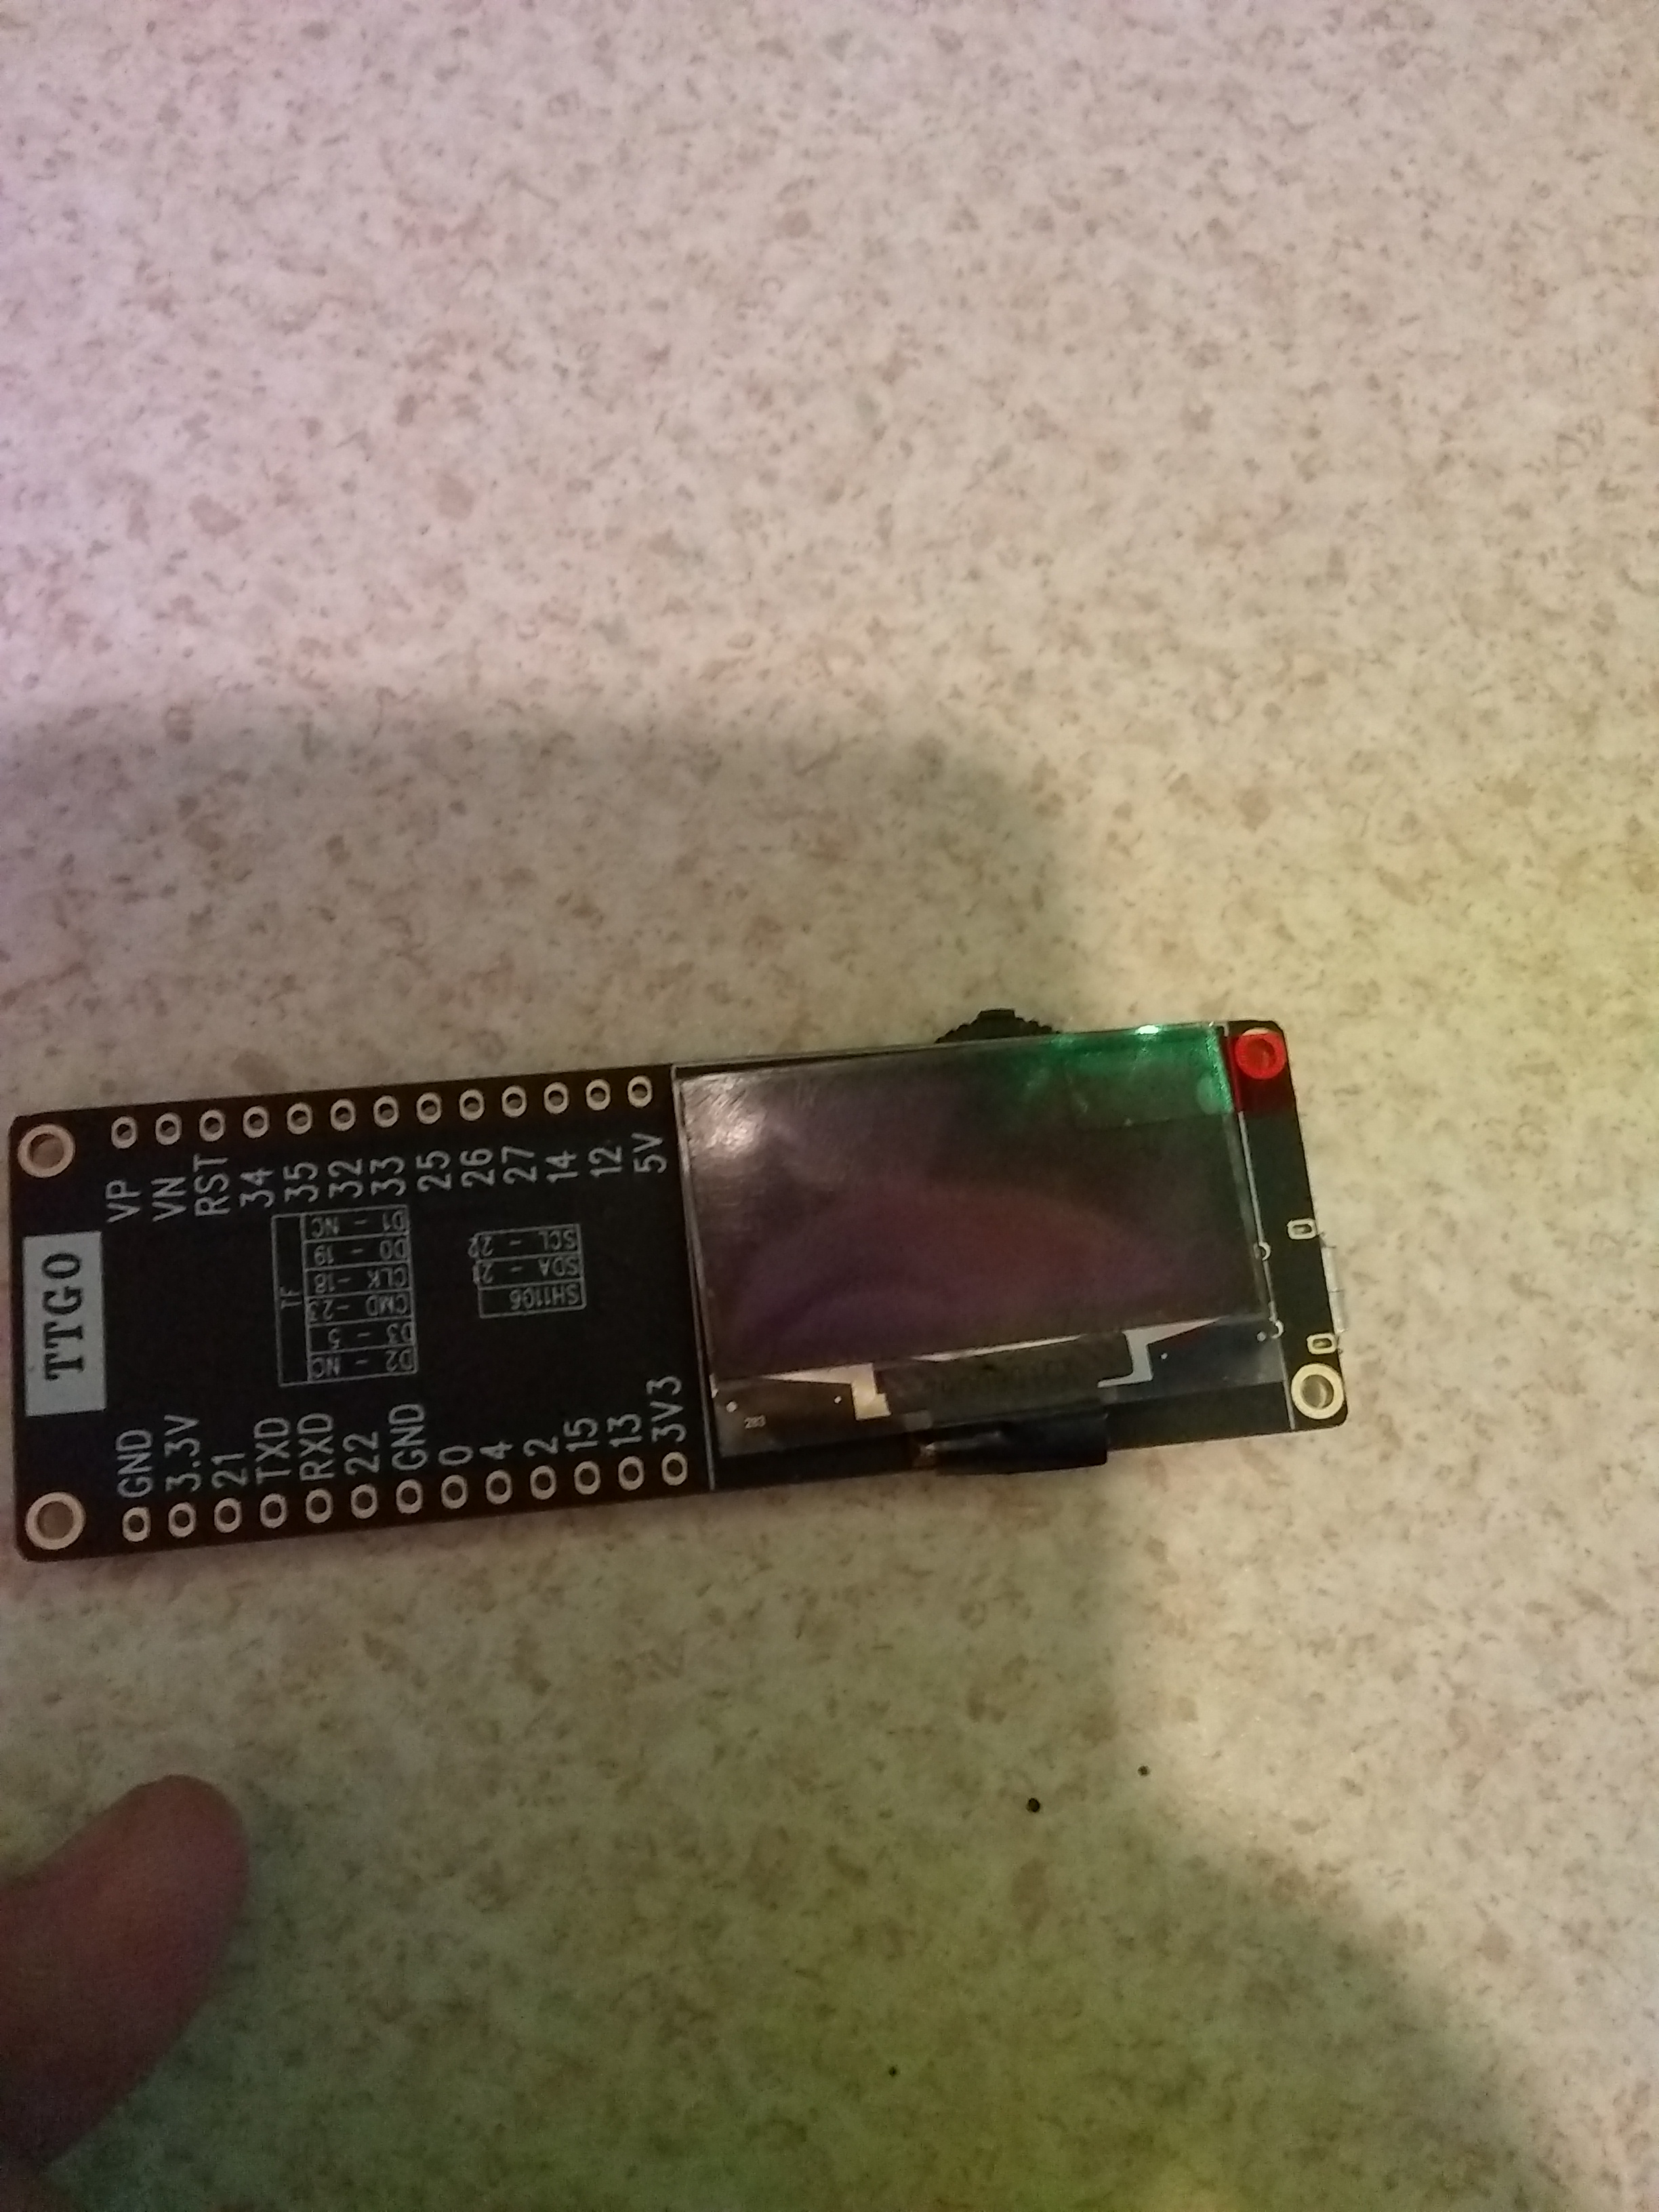 TTGO
VP
VN
RST
34
35
32
33
25
26
27
14
12
5V
TF
D1 - NC
D0 - 19
CLK - 18
CMD - 23
D3 - 5
D2 - NC
SCL - 22
SDA - 21
SH1106
GND
3.3V
21
TXD
RXD
22
GND
0
4
2
15
13
3V3
283